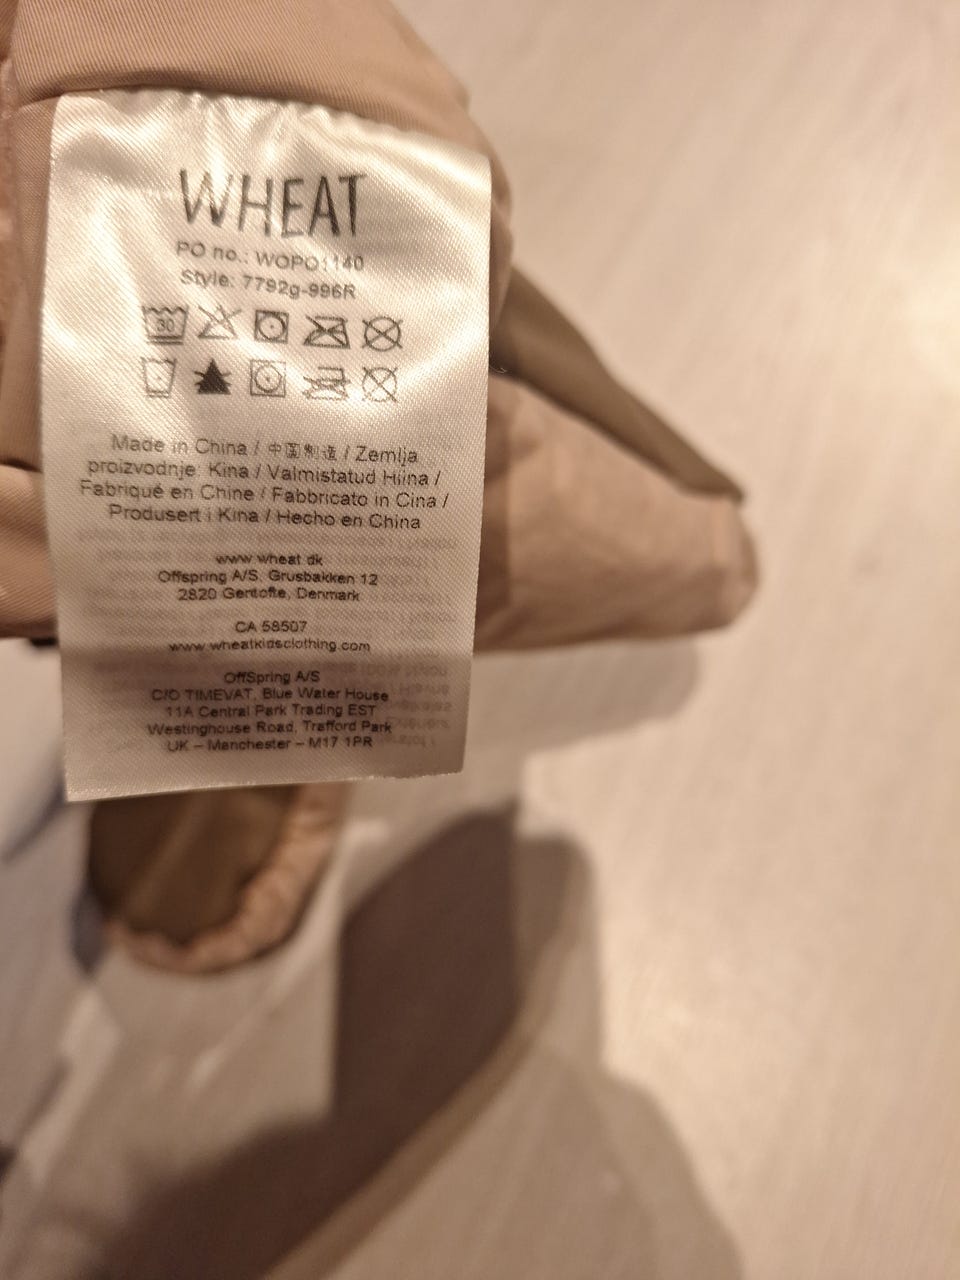 WHEAT
PO no.: WOPO1140
Style: 7792g-996R
30
Made in China / 中国制造 / Zemlja
proizvodnje: Kina / Valmistatud Hiina /
Fabriqué en Chine / Fabbricato in Cina /
Produsert i Kina / Hecho en China
www.wheat.dk
Offspring A/S, Grusbakken 12
2820 Gentofte, Denmark
CA 58507
www.wheatkidsclothing.com
OffSpring A/S
C/O TIMEVAT, Blue Water House
11A Central Park Trading EST
Westinghouse Road, Trafford Park
UK – Manchester – M17 1PR